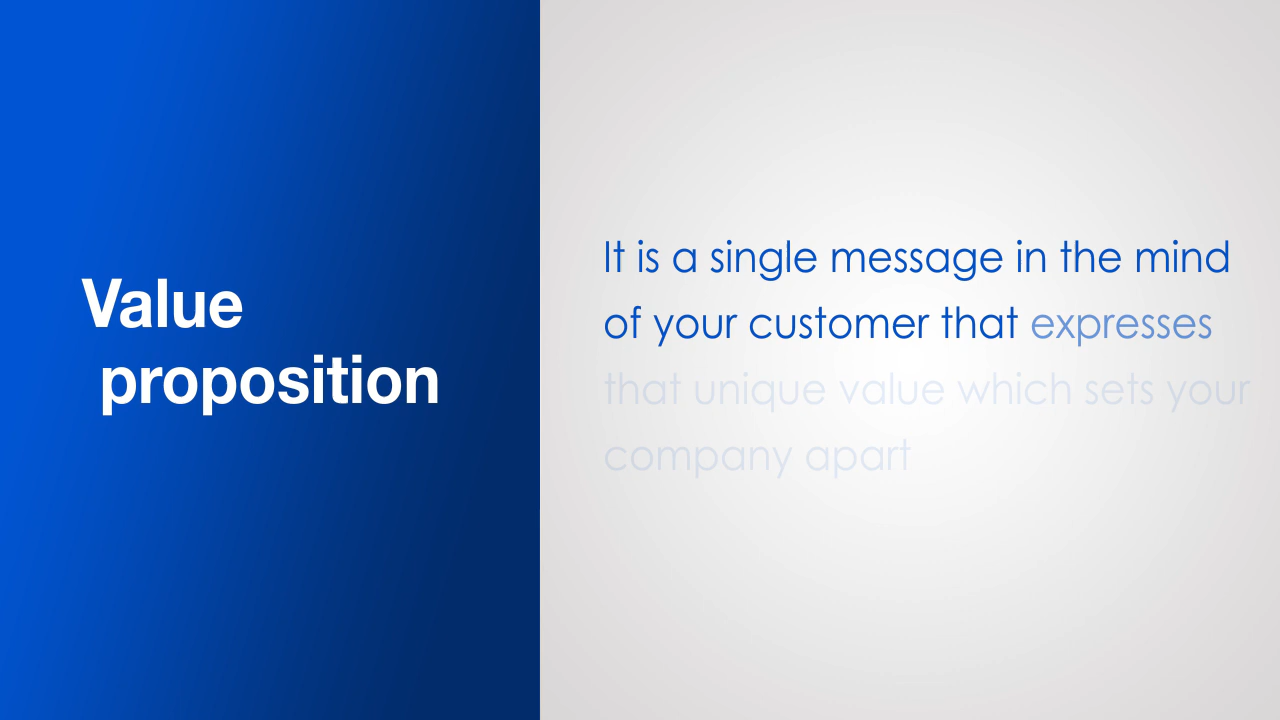 Value
proposition
It is a single message in the mind
of your customer that expresses
that unique value which sets your
company apart